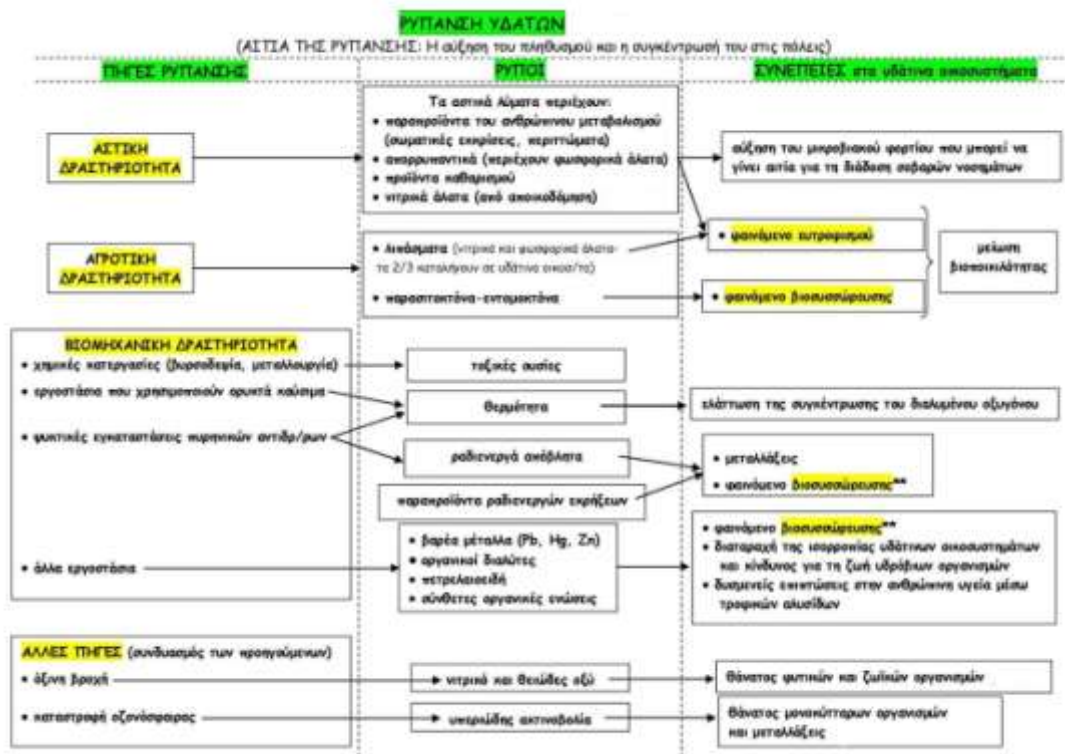 ΡΥΠΑΝΣΗ ΥΔΑΤΩΝ
(ΑΙΤΙΑ ΤΗΣ ΡΥΠΑΝΣΗΣ: Η αύξηση του πληθυσμού και η συγκέντρωσή του στις πόλεις)
ΠΗΓΕΣ ΡΥΠΑΝΣΗΣ
ΡΥΠΟΣ
ΣΥΝΕΠΕΙΕΣ στα υδάτινα οικοσυστήματα
ΑΣΤΙΚΗ
ΔΡΑΣΤΗΡΙΟΤΗΤΑ
Τα αστικά λύματα περιέχουν:
• παραπροϊόντα του ανθρώπινου μεταβολισμού
(σωματικές εκκρίσεις, περιττώματα)
• απορρυπαντικά (περιέχουν φωσφορικά άλατα)
• προϊόντα καθαρισμού
• νιτρικά άλατα (από αποικοδόμηση)
αύξηση του μικροβιακού φορτίου που μπορεί να
γίνει αιτία για τη διάδοση σοβαρών νοσημάτων
ΑΓΡΟΤΙΚΗ
ΔΡΑΣΤΗΡΙΟΤΗΤΑ
• λιπάσματα (νιτρικά και φωσφορικά άλατα-
τα 2/3 καταλήγουν σε υδάτινα οικοσ/τα)
• παρασιτοκτόνα-εντομοκτόνα
• φαινόμενο ευτροφισμού
• φαινόμενο βιοσυσσώρευσης
μείωση
βιοποικιλότητας
ΒΙΟΜΗΧΑΝΙΚΗ ΔΡΑΣΤΗΡΙΟΤΗΤΑ
• χημικές κατεργασίες (βυρσοδεψία, μεταλλουργία)
τοξικές ουσίες
• εργοστάσια που χρησιμοποιούν ορυκτά καύσιμα
θερμότητα
ελάττωση της συγκέντρωσης του διαλυμένου οξυγόνου
• ψυκτικές εγκαταστάσεις πυρηνικών αντιδρ/ρων
ραδιενεργά απόβλητα
παραπροϊόντα ραδιενεργών εκρήξεων
• μεταλλάξεις
• φαινόμενο βιοσυσσώρευσης**
• άλλα εργοστάσια
• βαρέα μέταλλα (Pb, Hg, Zn)
• οργανικοί διαλύτες
• πετρελαιοειδή
• σύνθετες οργανικές ενώσεις
• φαινόμενο βιοσυσσώρευσης**
• διαταραχή της ισορροπίας υδάτινων οικοσυστημάτων
και κίνδυνος για τη ζωή υδρόβιων οργανισμών
• δυσμενείς επιπτώσεις στην ανθρώπινη υγεία μέσω
τροφικών αλυσίδων
ΑΛΛΕΣ ΠΗΓΕΣ (συνδυασμός των προηγούμενων)
• όξινη βροχή
νιτρικό και θειώδες οξύ
θάνατος φυτικών και ζωϊκών οργανισμών
• καταστροφή οζονόσφαιρας
υπεριώδης ακτινοβολία
θάνατος μονοκύτταρων οργανισμών
και μεταλλάξεις